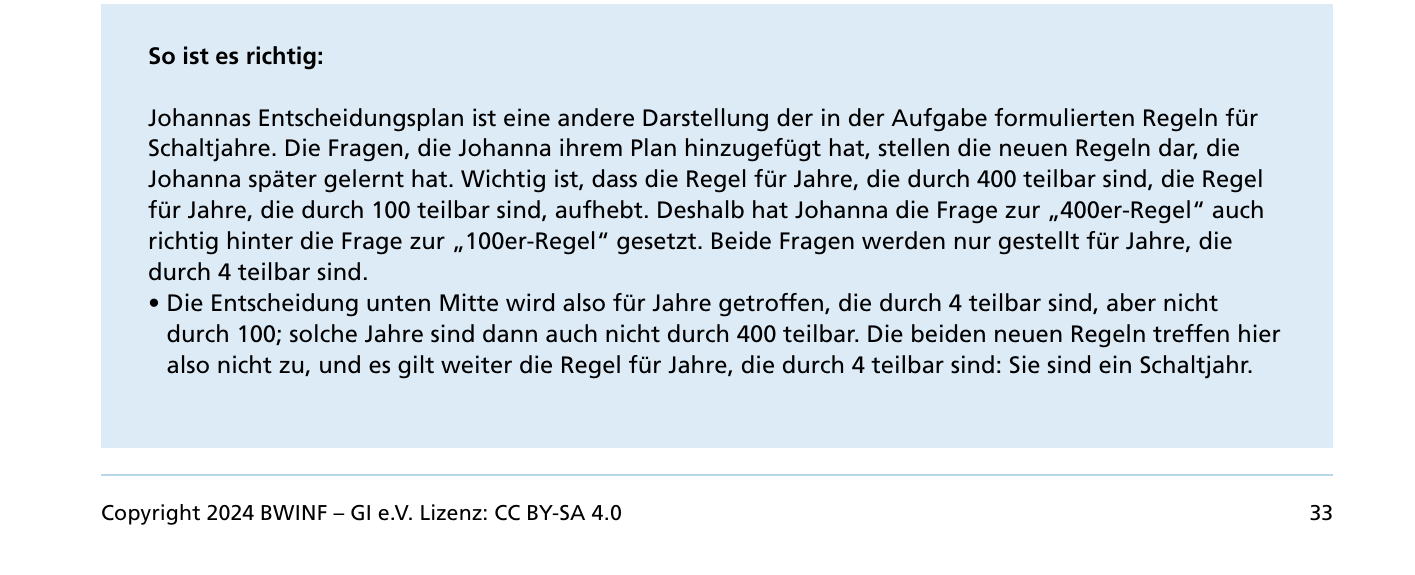 So ist es richtig:
Johannas Entscheidungsplan ist eine andere Darstellung der in der Aufgabe formulierten Regeln für
Schaltjahre. Die Fragen, die Johanna ihrem Plan hinzugefügt hat, stellen die neuen Regeln dar, die
Johanna später gelernt hat. Wichtig ist, dass die Regel für Jahre, die durch 400 teilbar sind, die Regel
für Jahre, die durch 100 teilbar sind, aufhebt. Deshalb hat Johanna die Frage zur „400er-Regel“ auch
richtig hinter die Frage zur „100er-Regel“ gesetzt. Beide Fragen werden nur gestellt für Jahre, die
durch 4 teilbar sind.
• Die Entscheidung unten Mitte wird also für Jahre getroffen, die durch 4 teilbar sind, aber nicht
durch 100; solche Jahre sind dann auch nicht durch 400 teilbar. Die beiden neuen Regeln treffen hier
also nicht zu, und es gilt weiter die Regel für Jahre, die durch 4 teilbar sind: Sie sind ein Schaltjahr.
Copyright 2024 BWINF – GI e.V. Lizenz: CC BY-SA 4.0 33